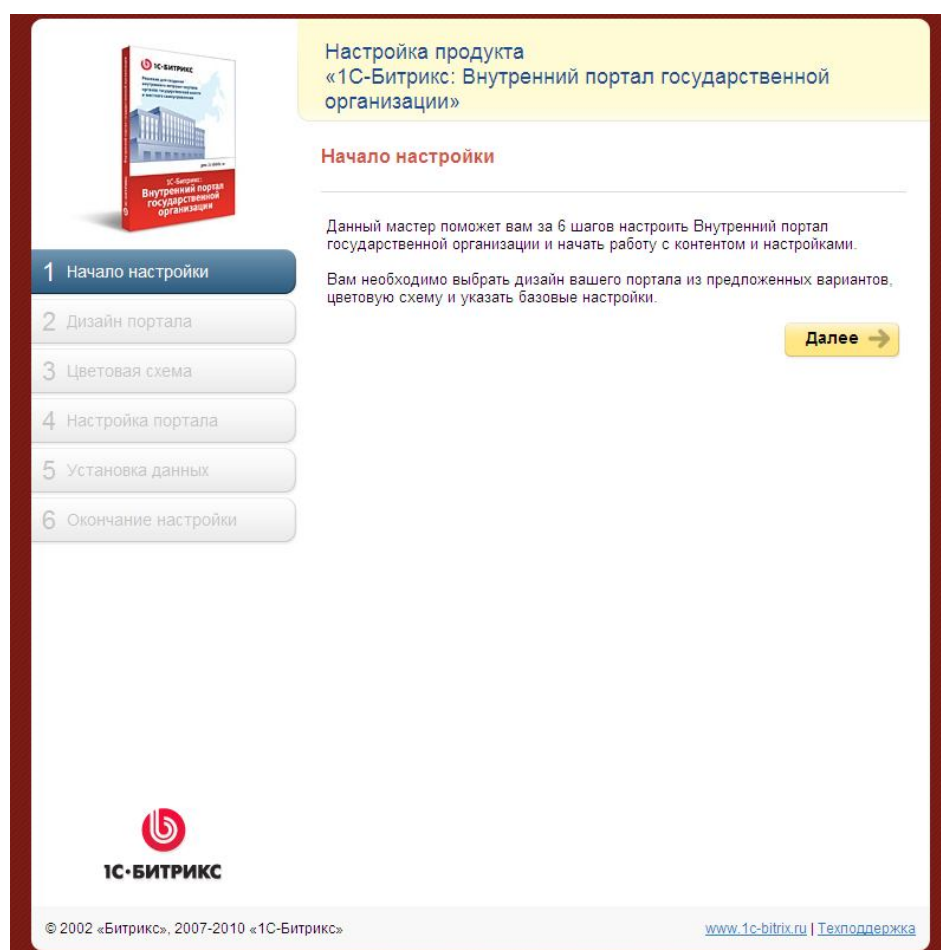 1С-БИТРИКС
Внутренний портал
государственной
организации
Настройка продукта
«1С-Битрикс: Внутренний портал государственной
организации»
Начало настройки
Данный мастер поможет вам за 6 шагов настроить Внутренний портал
государственной организации и начать работу с контентом и настройками.
Вам необходимо выбрать дизайн вашего портала из предложенных вариантов,
цветовую схему и указать базовые настройки.
Далее
1 Начало настройки
2 Дизайн портала
3 Цветовая схема
4 Настройка портала
5 Установка данных
6 Окончание настройки
1С·БИТРИКС
© 2002 «Битрикс», 2007-2010 «1С-Битрикс»
www.1c-bitrix.ru | Техподдержка